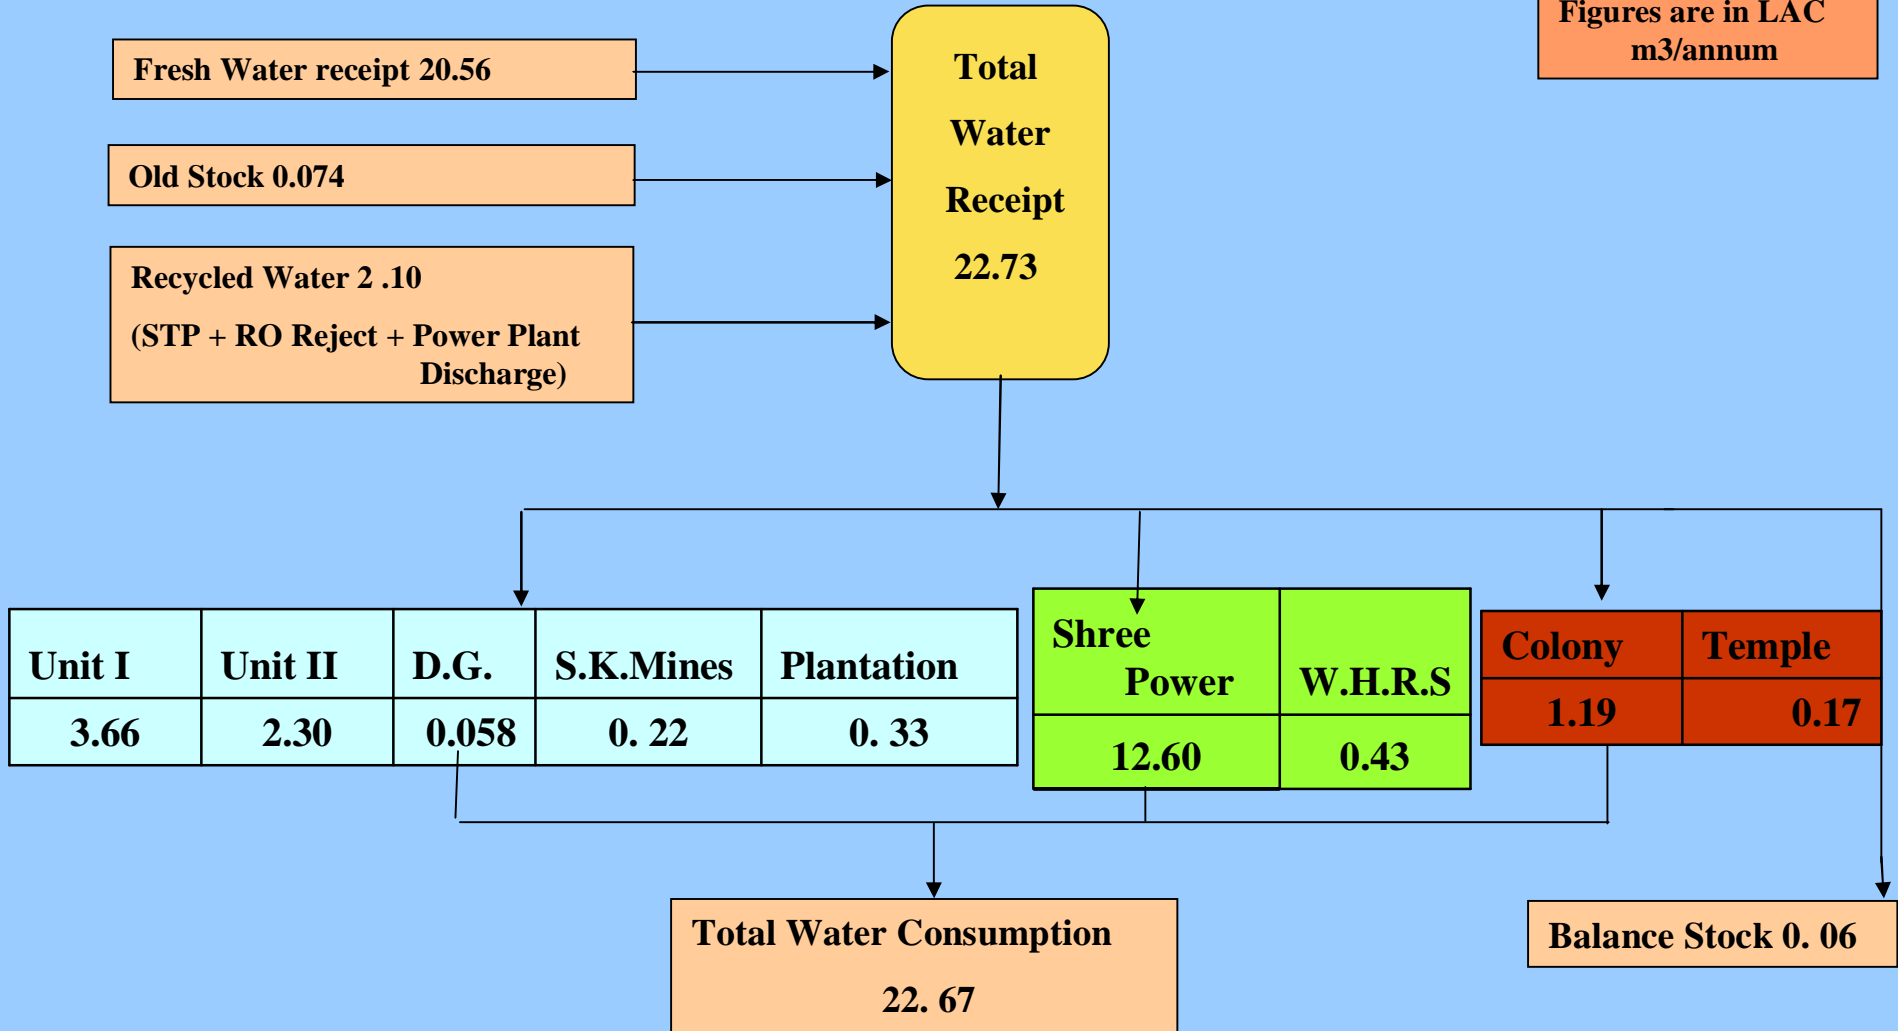 Figures are in LAC
m3/annum
Fresh Water receipt 20.56
Old Stock 0.074
Recycled Water 2 .10
(STP + RO Reject + Power Plant
Discharge)
Total
Water
Receipt
22.73
Unit I
Unit II
D.G.
S.K.Mines
Plantation
3.66
2.30
0.058
0. 22
0. 33
Shree
Power
W.H.R.S
12.60
0.43
Colony
Temple
1.19
0.17
Total Water Consumption
22. 67
Balance Stock 0. 06